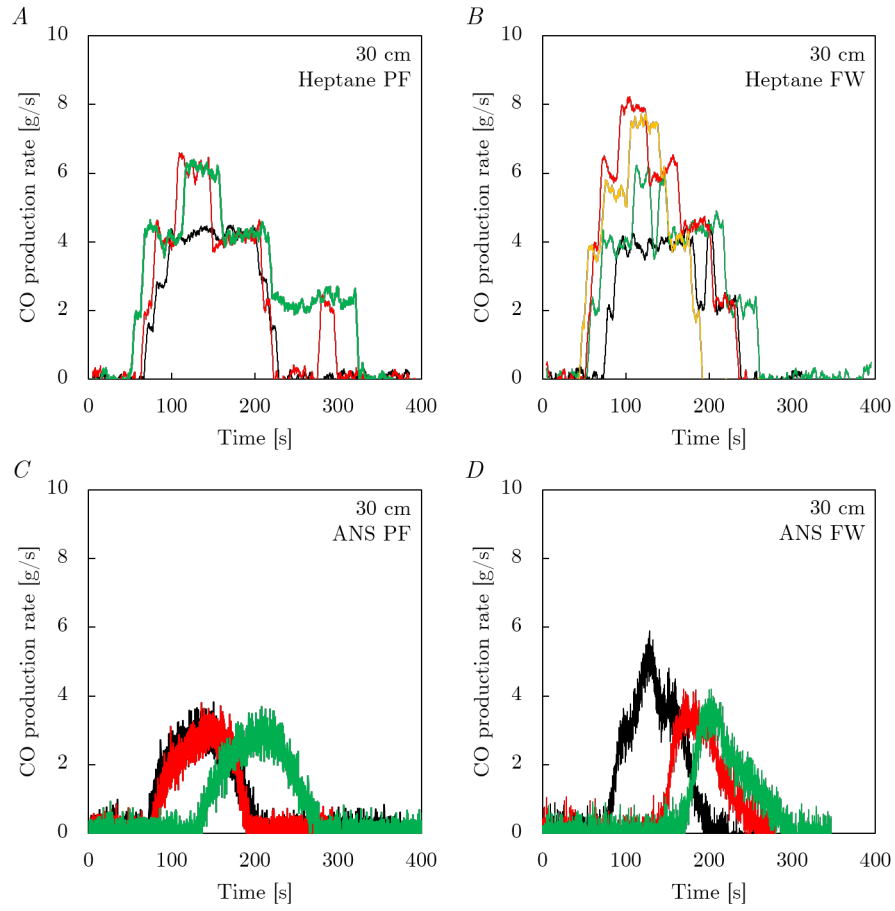 A
CO production rate [g/s]
10
8
6
4
2
0
30 cm
Heptane PF
0 100 200 300 400
Time [s]
B
CO production rate [g/s]
10
8
6
4
2
0
30 cm
Heptane FW
0 100 200 300 400
Time [s]
C
CO production rate [g/s]
10
8
6
4
2
0
30 cm
ANS PF
0 100 200 300 400
Time [s]
D
CO production rate [g/s]
10
8
6
4
2
0
30 cm
ANS FW
0 100 200 300 400
Time [s]